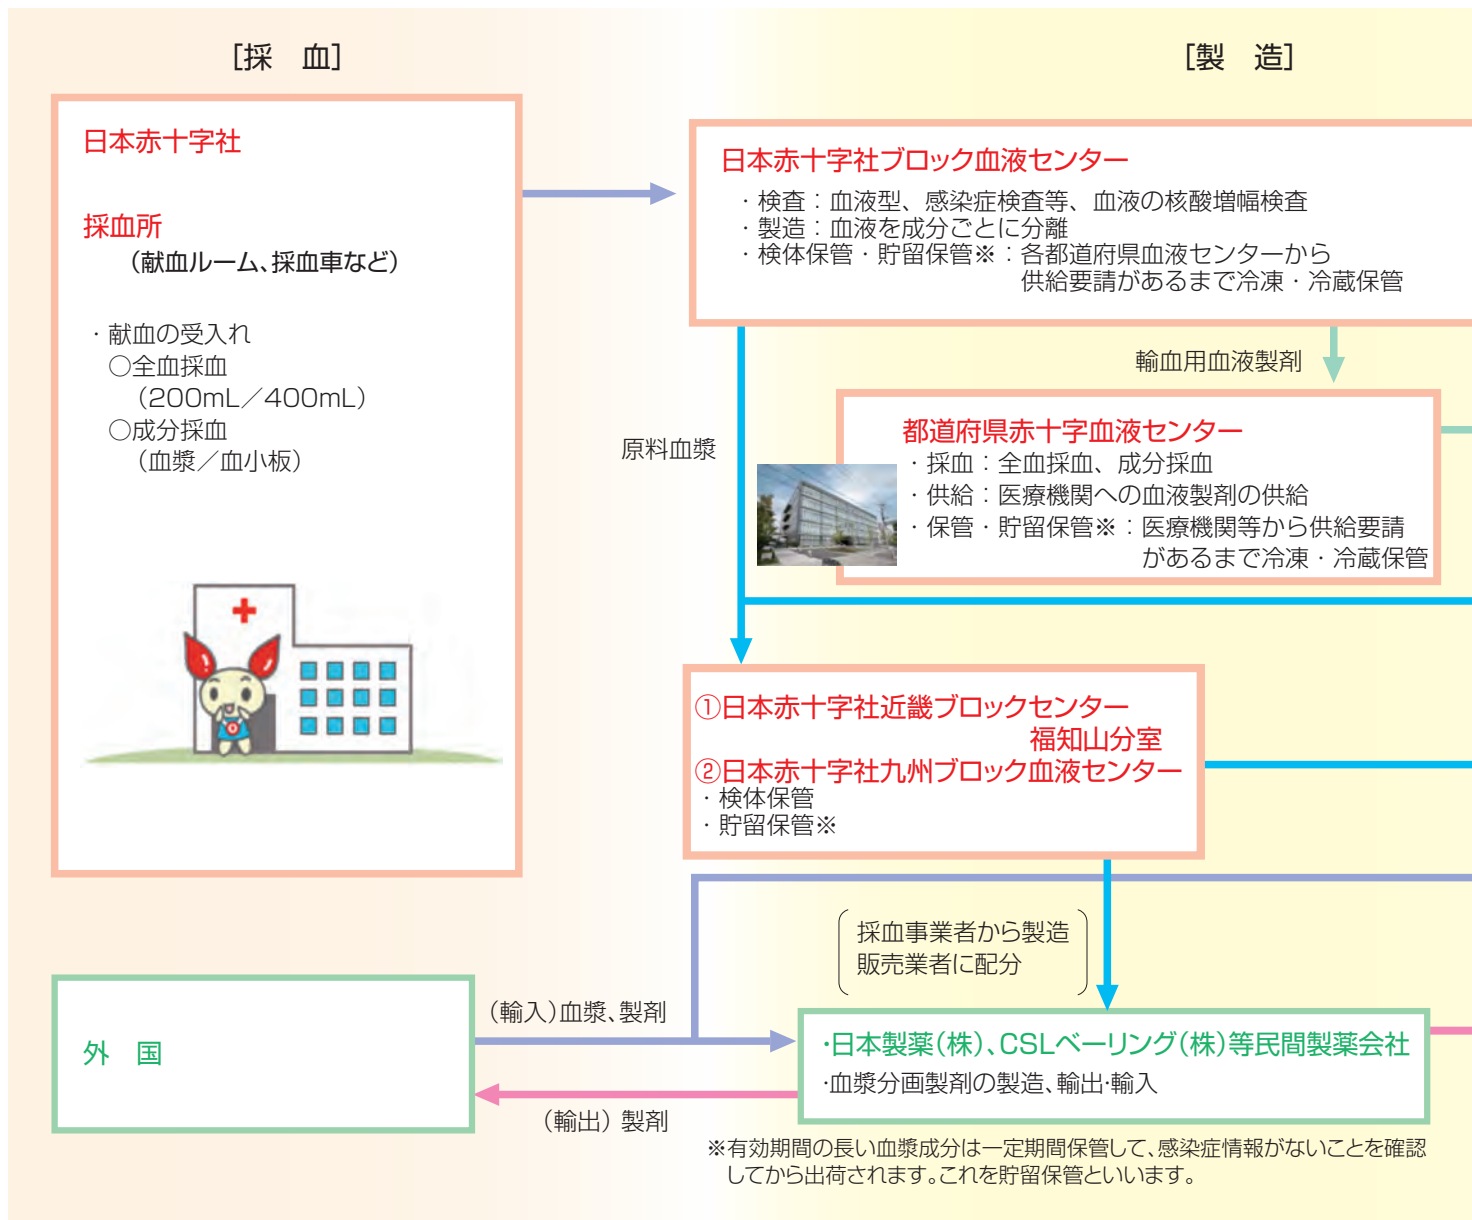 ［採　血］
日本赤十字社
採血所
（献血ルーム、採血車など）
・献血の受入れ
○全血採血
（200mL／400mL）
○成分採血
（血漿／血小板）
外　国
［製　造］
日本赤十字社ブロック血液センター
・検査：血液型、感染症検査等、血液の核酸増幅検査
・製造：血液を成分ごとに分離
・検体保管・貯留保管※：各都道府県血液センターから
供給要請があるまで冷凍・冷蔵保管
輸血用血液製剤
原料血漿
都道府県赤十字血液センター
・採血：全血採血、成分採血
・供給：医療機関への血液製剤の供給
・保管・貯留保管※：医療機関等から供給要請
があるまで冷凍・冷蔵保管
①日本赤十字社近畿ブロックセンター
福知山分室
②日本赤十字社九州ブロック血液センター
・検体保管
・貯留保管※
採血事業者から製造
販売業者に配分
（輸入）血漿、製剤
（輸出）製剤
・日本製薬（株）、CSLベーリング（株）等民間製薬会社
・血漿分画製剤の製造、輸出・輸入
※有効期間の長い血漿成分は一定期間保管して、感染症情報がないことを確認
してから出荷されます。これを貯留保管といいます。